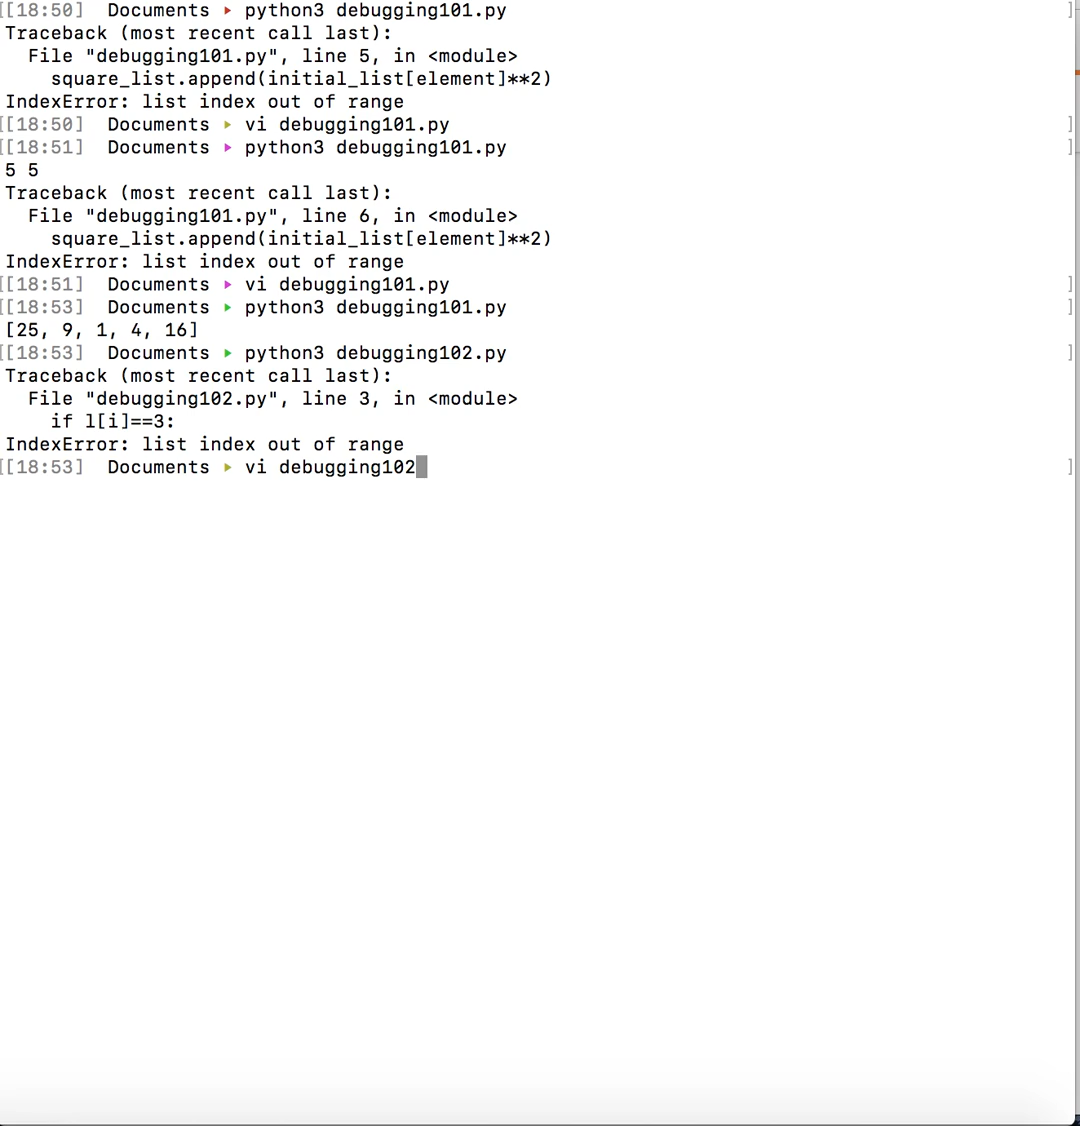 [[18:50]  Documents ▸ python3 debugging101.py ]
Traceback (most recent call last):
  File "debugging101.py", line 5, in <module>
    square_list.append(initial_list[element]**2)
IndexError: list index out of range
[[18:50]  Documents ▸ vi debugging101.py ]
[[18:51]  Documents ▸ python3 debugging101.py ]
5 5
Traceback (most recent call last):
  File "debugging101.py", line 6, in <module>
    square_list.append(initial_list[element]**2)
IndexError: list index out of range
[[18:51]  Documents ▸ vi debugging101.py ]
[[18:53]  Documents ▸ python3 debugging101.py ]
[25, 9, 1, 4, 16]
[[18:53]  Documents ▸ python3 debugging102.py ]
Traceback (most recent call last):
  File "debugging102.py", line 3, in <module>
    if l[i]==3:
IndexError: list index out of range
[[18:53]  Documents ▸ vi debugging102 ]